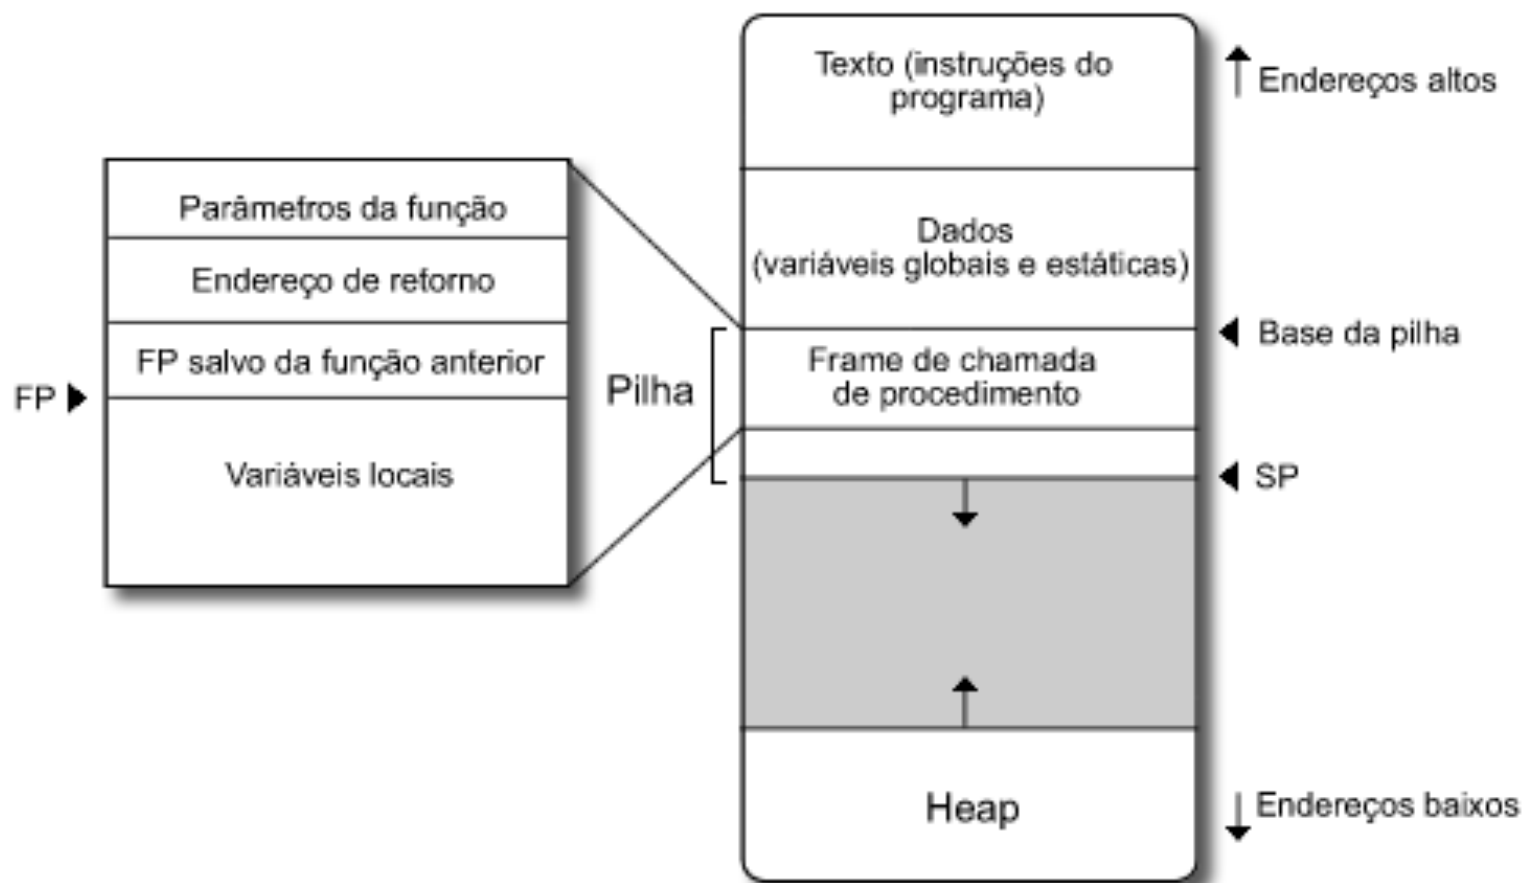 Texto (instruções do
programa)
Endereços altos
Parâmetros da função
Endereço de retorno
FP salvo da função anterior
FP
Variáveis locais
Dados
(variáveis globais e estáticas)
Base da pilha
Pilha
Frame de chamada
de procedimento
SP
Heap
Endereços baixos